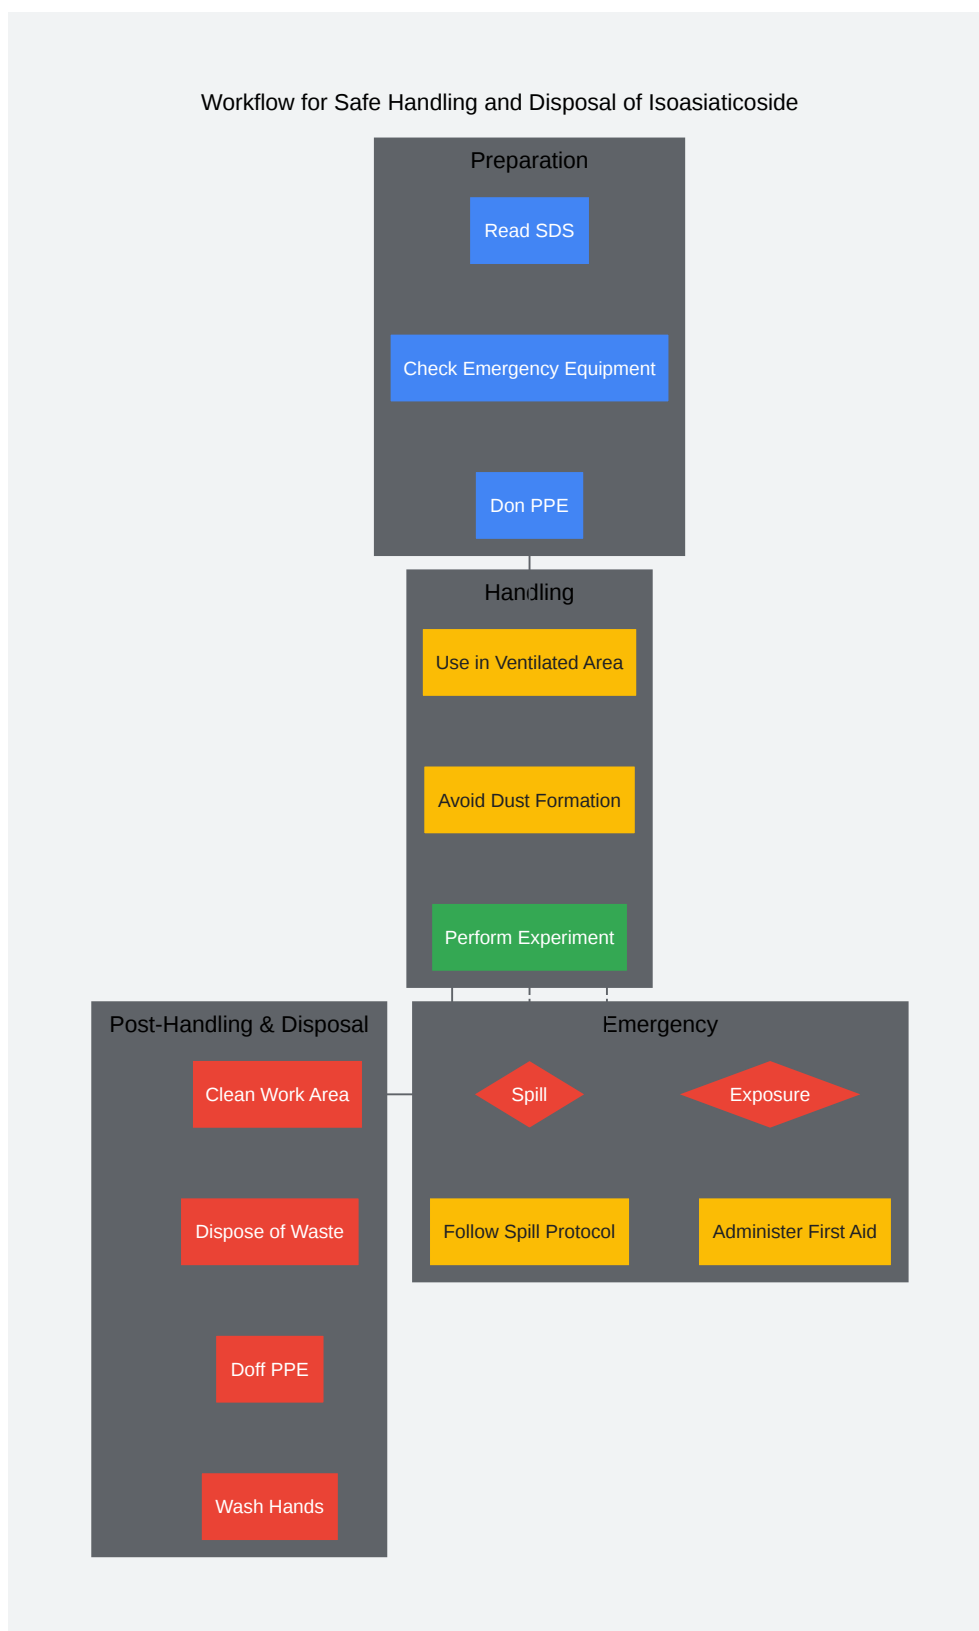 Workflow for Safe Handling and Disposal of Isoasiaticoside
Preparation
Read SDS
Check Emergency Equipment
Don PPE
Handling
Use in Ventilated Area
Avoid Dust Formation
Perform Experiment
Post-Handling & Disposal
Clean Work Area
Dispose of Waste
Doff PPE
Wash Hands
Emergency
Spill
Exposure
Follow Spill Protocol
Administer First Aid